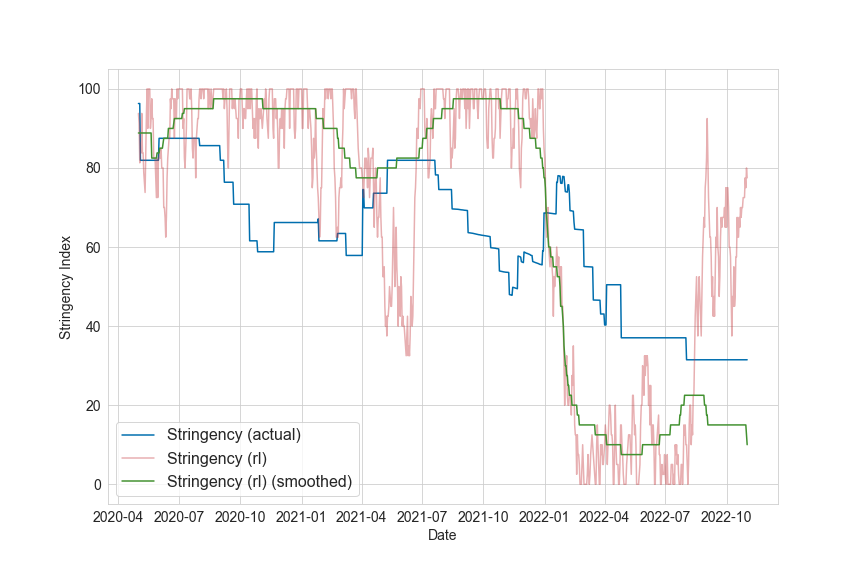 100
80
60
40
20
0
Stringency Index
Stringency (actual)
Stringency (rl)
Stringency (rl) (smoothed)
2020-04 2020-07 2020-10 2021-01 2021-04 2021-07 2021-10 2022-01 2022-04 2022-07 2022-10
Date